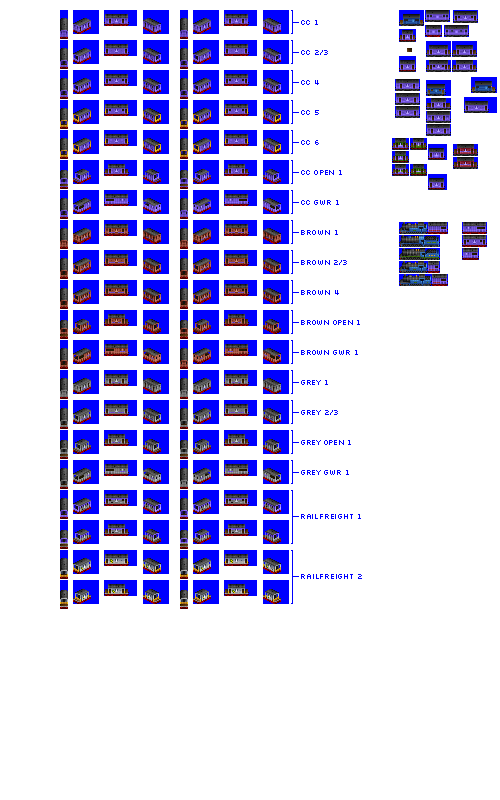 CC 1
CC 2/3
CC 4
CC 5
CC 6
CC OPEN 1
CC GWR 1
BROWN 1
BROWN 2/3
BROWN 4
BROWN OPEN 1
BROWN GWR 1
GREY 1
GREY 2/3
GREY OPEN 1
GREY GWR 1
RAILFREIGHT 1
RAILFREIGHT 2